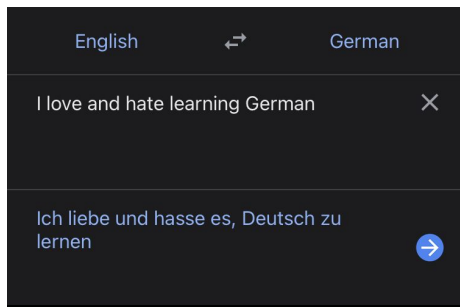 English German
I love and hate learning German
Ich liebe und hasse es, Deutsch zu
lernen